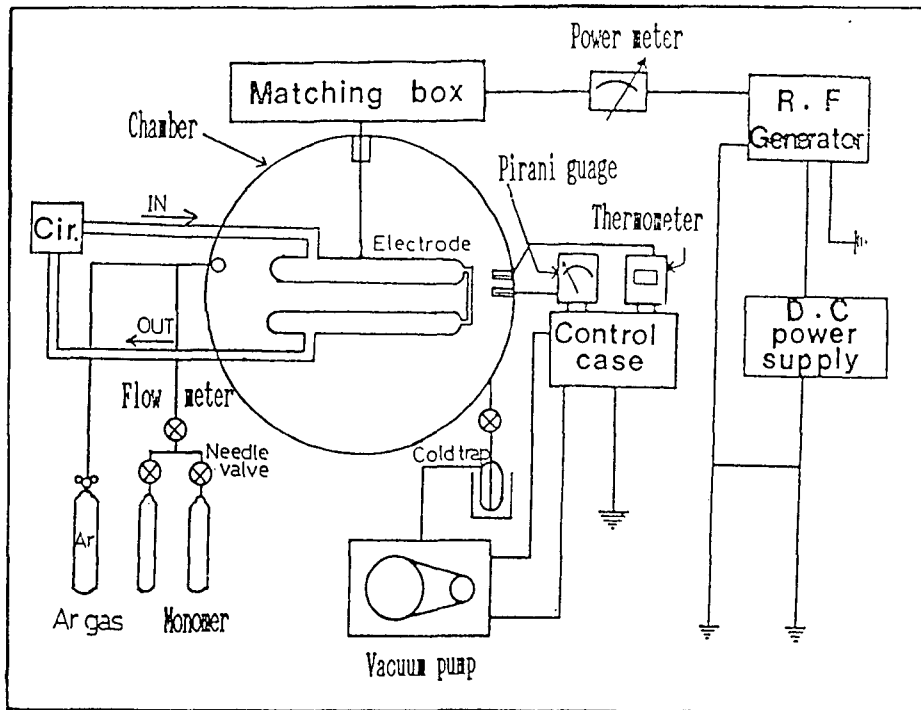 Power meter
Matching box
R.F
Generator
Chamber
Pirani guage
IN
Thermometer
Cir.
Electrode
OUT
D.C
power
supply
Control
case
Flow meter
Needle
valve
Cold trap
Ar
Ar gas
Monomer
Vacuum pump